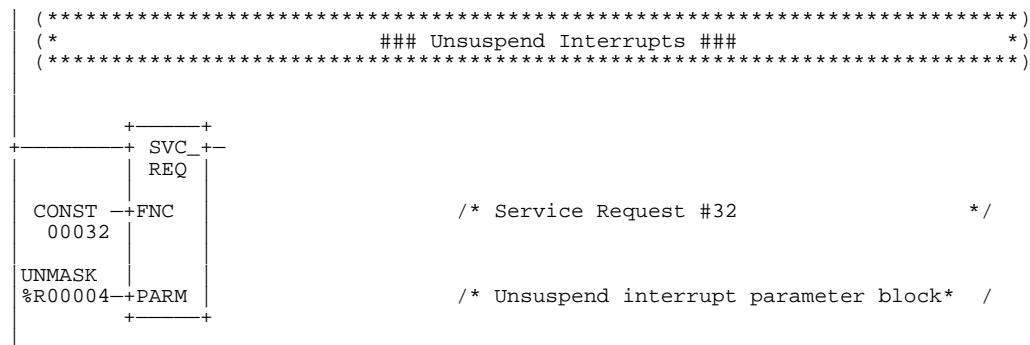 (****************************************************************************)
(* ### Unsuspend Interrupts ### *)
(****************************************************************************)
SVC_
REQ
CONST —+FNC /* Service Request #32 */
00032
UNMASK
%R00004—+PARM /* Unsuspend interrupt parameter block* /